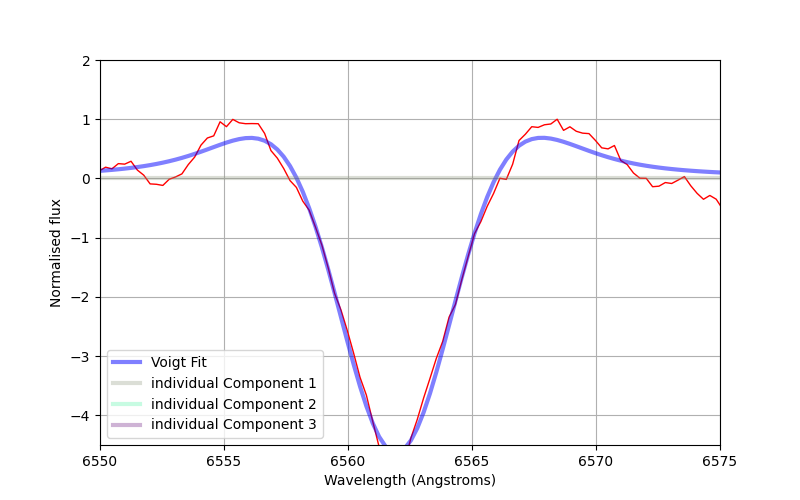 2
1
0
−1
−2
−3
−4
Normalised flux
Voigt Fit
individual Component 1
individual Component 2
individual Component 3
6550 6555 6560 6565 6570 6575
Wavelength (Angstroms)